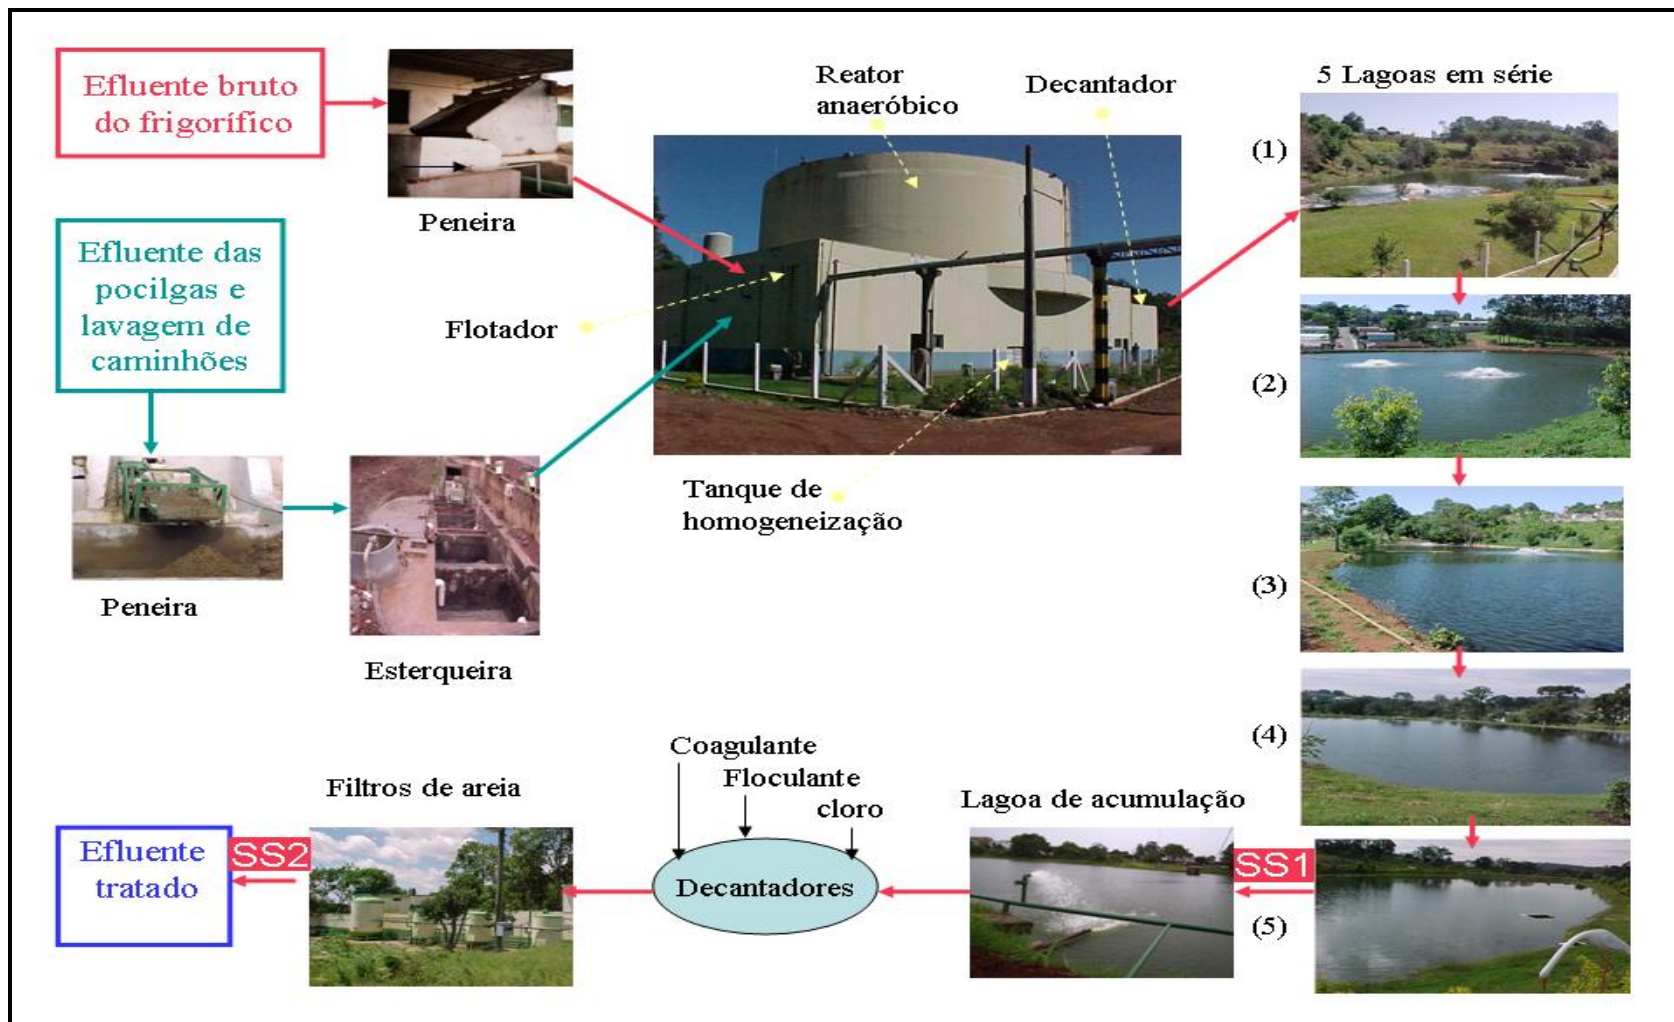 Efluente bruto
do frigorífico
Peneira
Efluente das
pocilgas e
lavagem de
caminhões
Peneira
Esterqueira
Flotador
Reator
anaeróbico
Decantador
Tanque de
homogeneização
5 Lagoas em série
(1)
(2)
(3)
(4)
(5)
SS1
Lagoa de acumulação
Coagulante
Floculante
cloro
Decantadores
Filtros de areia
SS2
Efluente
tratado